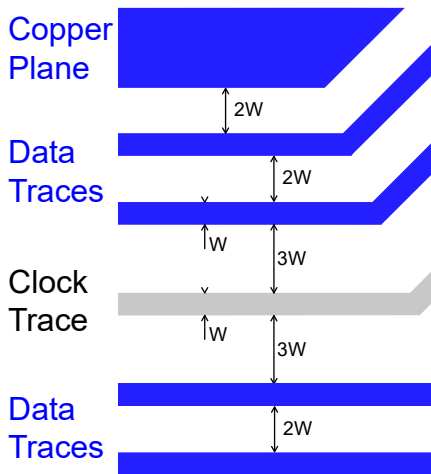 Copper
Plane
2W
Data
Traces
2W
W
3W
Clock
Trace
W
3W
Data
Traces
2W